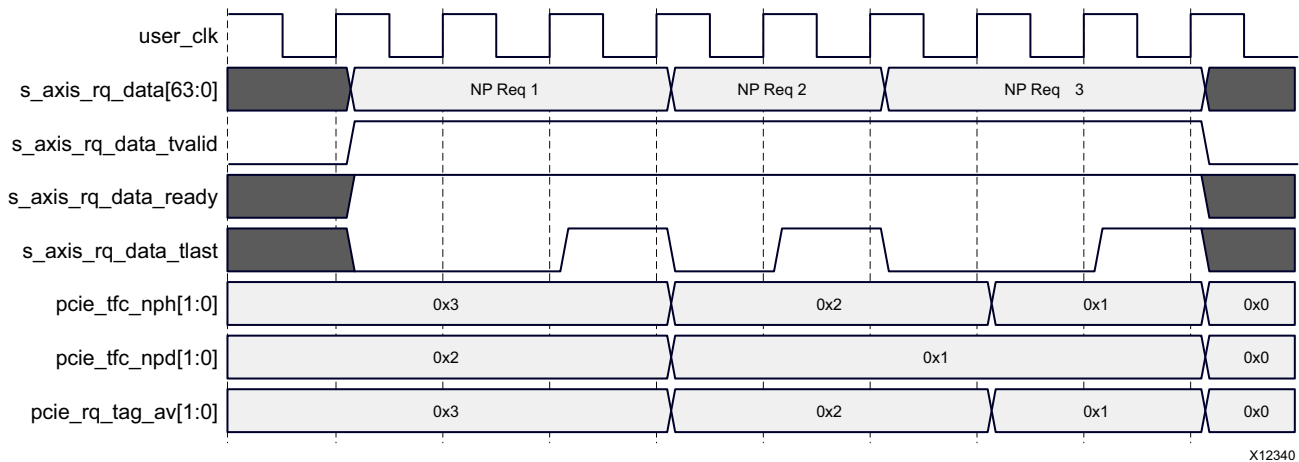 user_clk
s_axis_rq_data[63:0] NP Req 1 NP Req 2 NP Req 3
s_axis_rq_data_tvalid
s_axis_rq_data_ready
s_axis_rq_data_tlast
pcie_tfc_nph[1:0] 0x3 0x2 0x1 0x0
pcie_tfc_npd[1:0] 0x2 0x1 0x0
pcie_rq_tag_av[1:0] 0x3 0x2 0x1 0x0
X12340